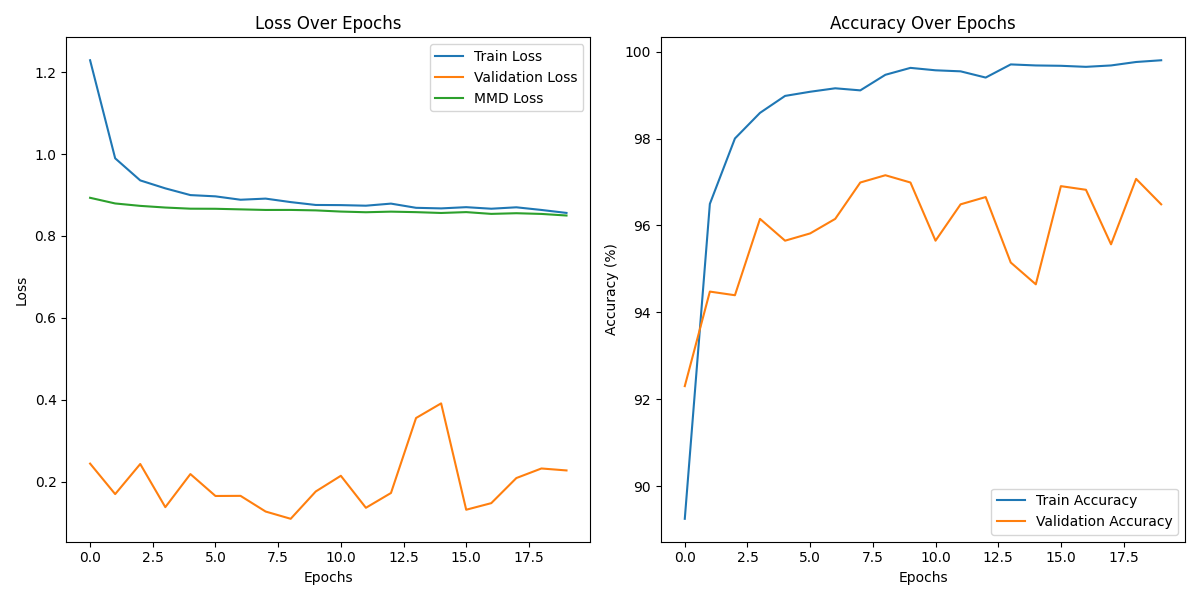 Loss Over Epochs
Train Loss
Validation Loss
MMD Loss
1.2
1.0
0.8
0.6
0.4
0.2
Loss
0.0 2.5 5.0 7.5 10.0 12.5 15.0 17.5
Epochs
Accuracy Over Epochs
100
98
96
94
92
90
Accuracy (%)
Train Accuracy
Validation Accuracy
0.0 2.5 5.0 7.5 10.0 12.5 15.0 17.5
Epochs